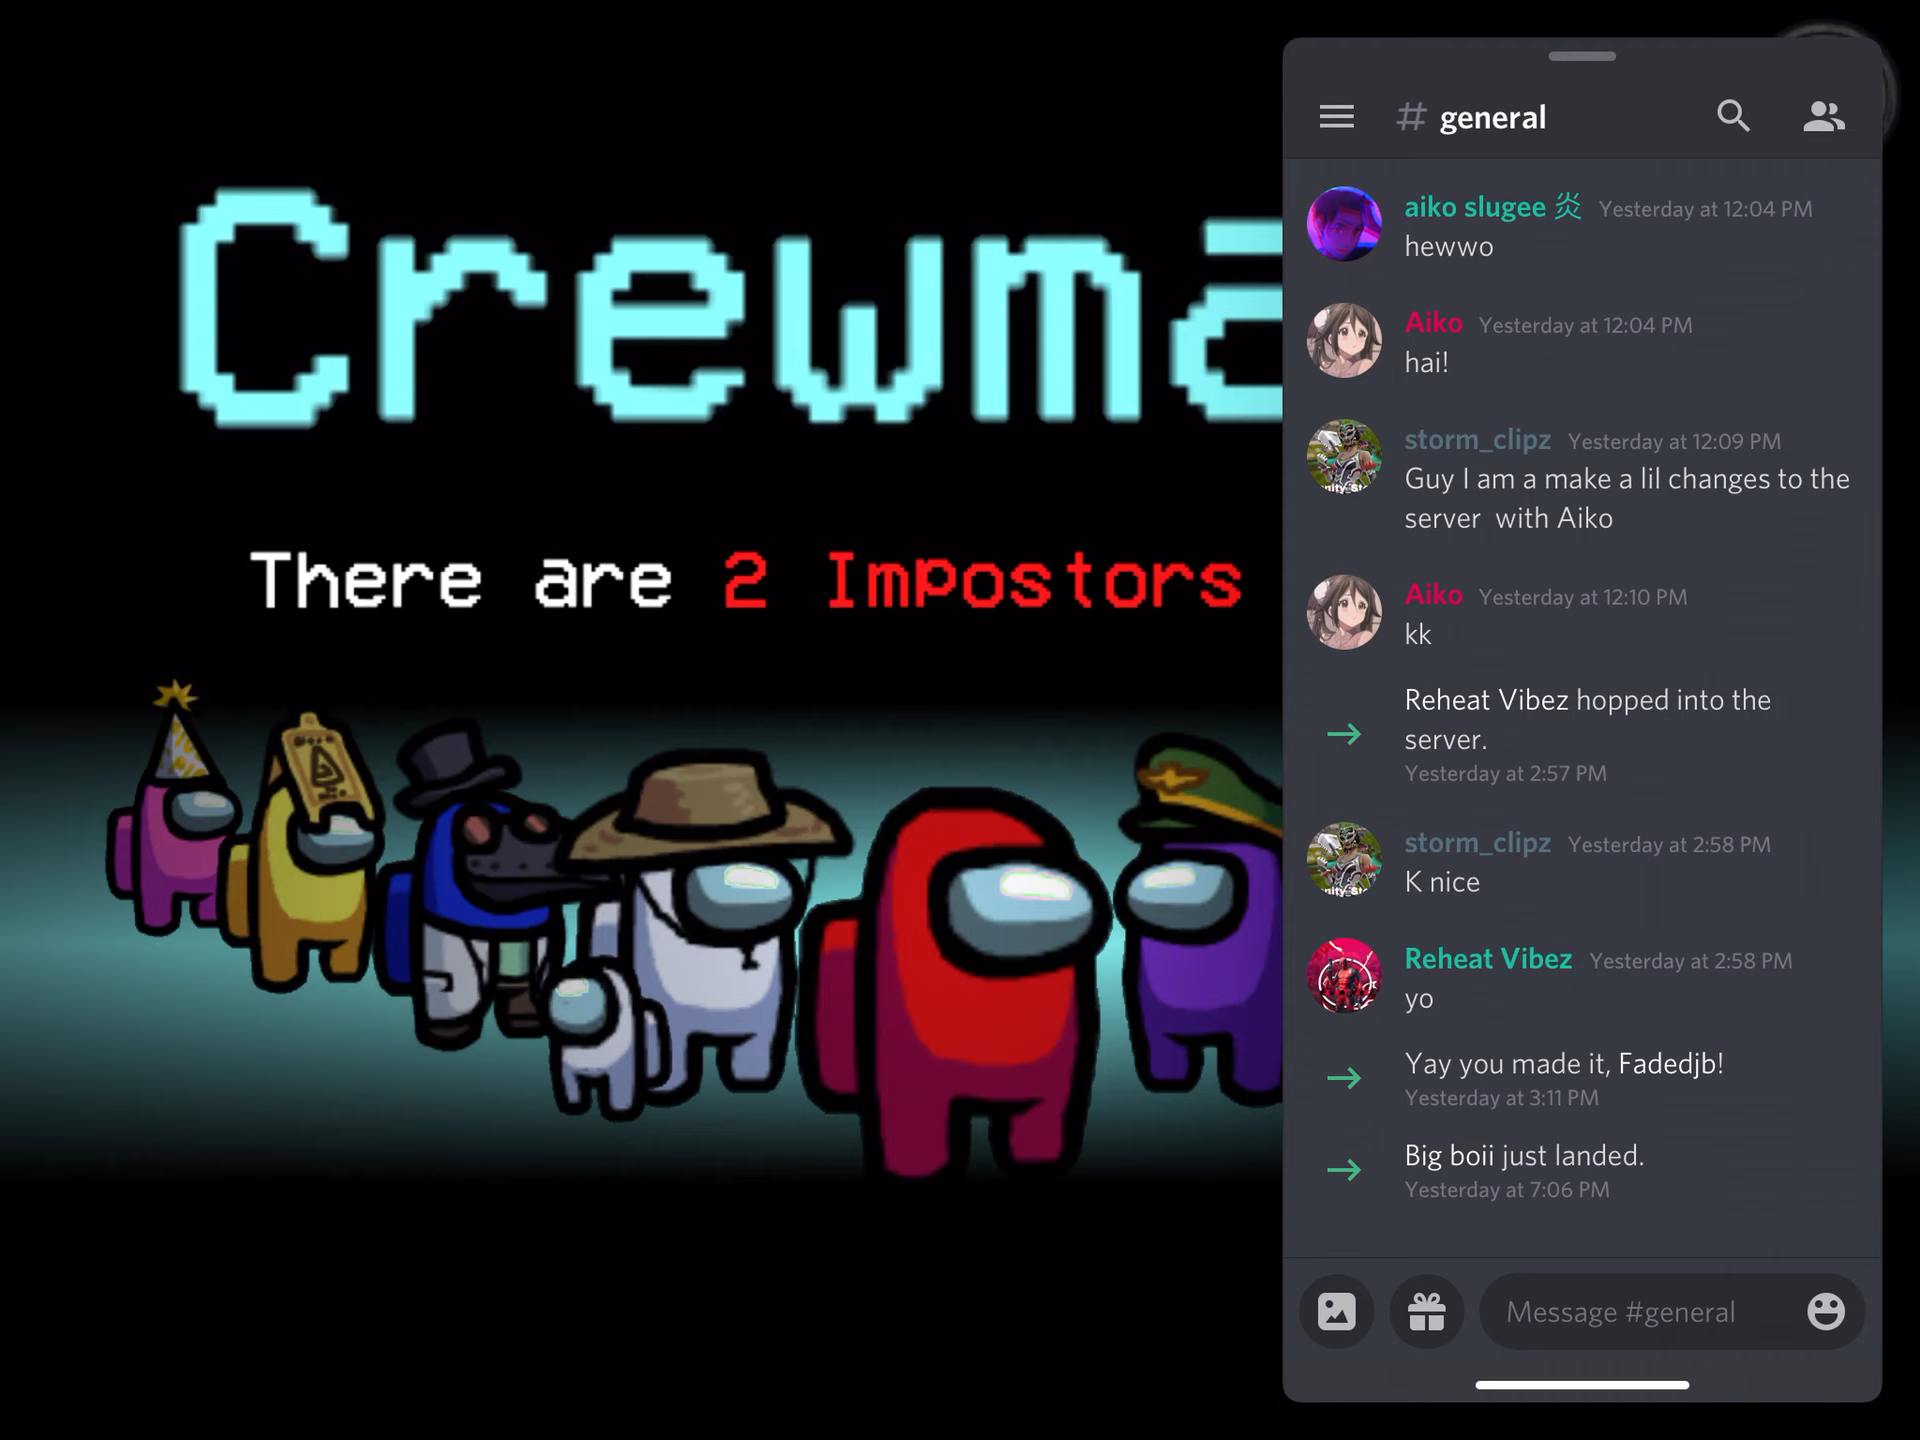 Crewma
There are 2 Impostors
# general
aiko slugee 炎 Yesterday at 12:04 PM
hewwo
Aiko Yesterday at 12:04 PM
hai!
storm_clipz Yesterday at 12:09 PM
Guy I am a make a lil changes to the
server  with Aiko
Aiko Yesterday at 12:10 PM
kk
Reheat Vibez hopped into the
server.
Yesterday at 2:57 PM
storm_clipz Yesterday at 2:58 PM
K nice
Reheat Vibez Yesterday at 2:58 PM
yo
Yay you made it, Fadedjb!
Yesterday at 3:11 PM
Big boii just landed.
Yesterday at 7:06 PM
Message #general